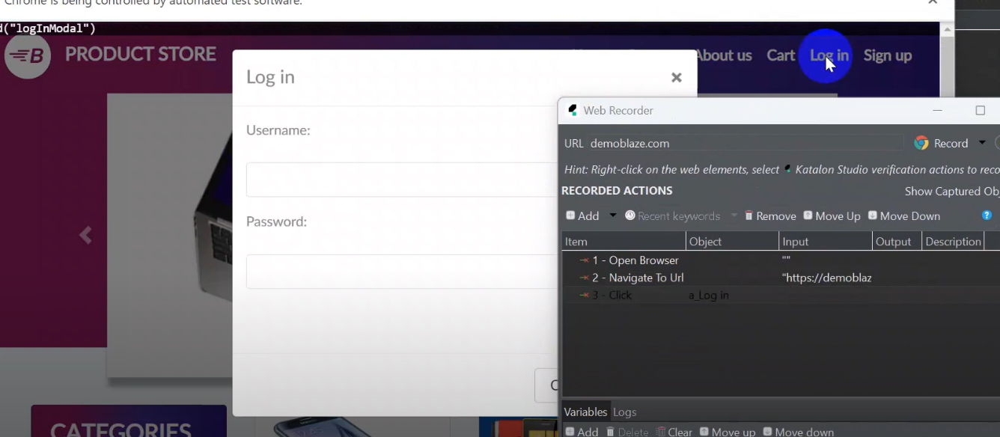 Chrome is being controlled by automated test software.
d("logInModal")
B PRODUCT STORE
About us Cart Log in Sign up
Log in
Username:
Password:
Web Recorder
URL demoblaze.com Record
Hint: Right-click on the web elements, select Katalon Studio verification actions to reco
RECORDED ACTIONS
Show Captured Obj
Add Recent keywords Remove Move Up Move Down ?
Item Object Input Output Description
1 - Open Browser ""
2 - Navigate To Url "https://demoblaz
3 - Click a_Log in
Variables Logs
Add Delete Clear Move up Move down
CATEGORIES